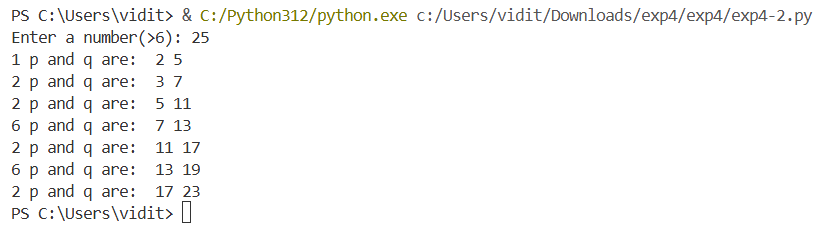 PS C:\Users\vidit> & C:/Python312/python.exe c:/Users/vidit/Downloads/exp4/exp4/exp4-2.py
Enter a number(>6): 25
1 p and q are:  2 5
2 p and q are:  3 7
2 p and q are:  5 11
6 p and q are:  7 13
2 p and q are:  11 17
6 p and q are:  13 19
2 p and q are:  17 23
PS C:\Users\vidit>